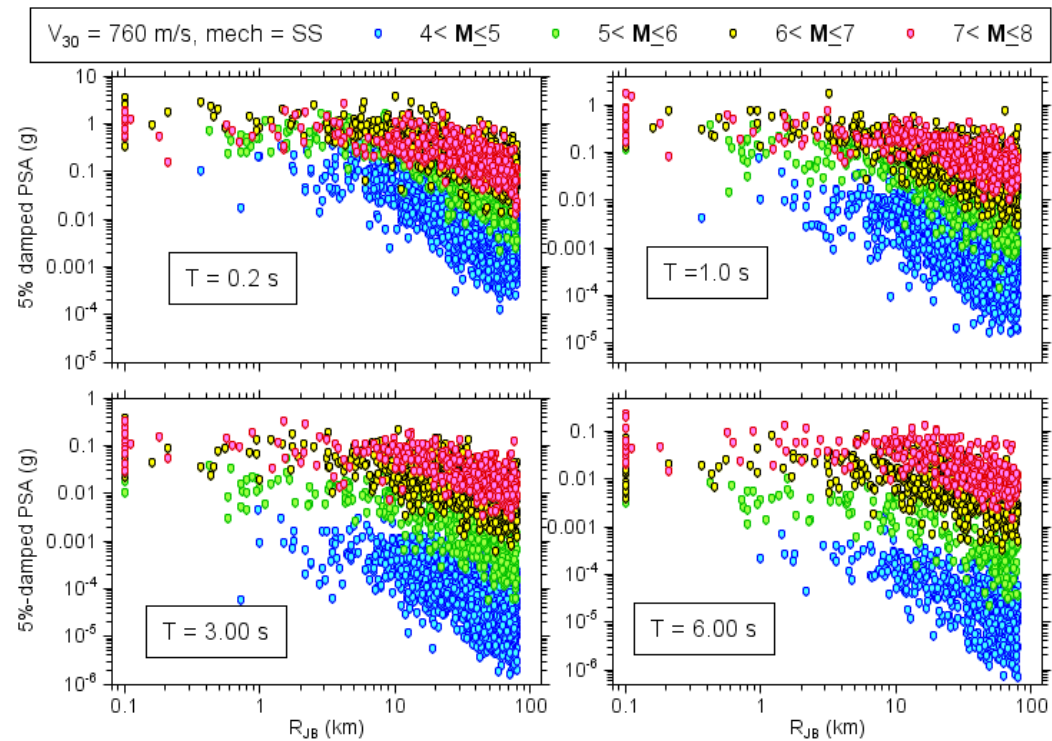 V30 = 760 m/s, mech = SS 4< M≤5 5< M≤6 6< M≤7 7< M≤8
5% damped PSA (g)
10
1
0.1
0.01
0.001
10-4
10-5
T = 0.2 s
1
0.1
0.01
0.001
10-4
10-5
T =1.0 s
5%-damped PSA (g)
1
0.1
0.01
0.001
10-4
10-5
10-6
T = 3.00 s
0.1 1 10 100
RJB (km)
0.1
0.01
0.001
10-4
10-5
10-6
T = 6.00 s
0.1 1 10 100
RJB (km)